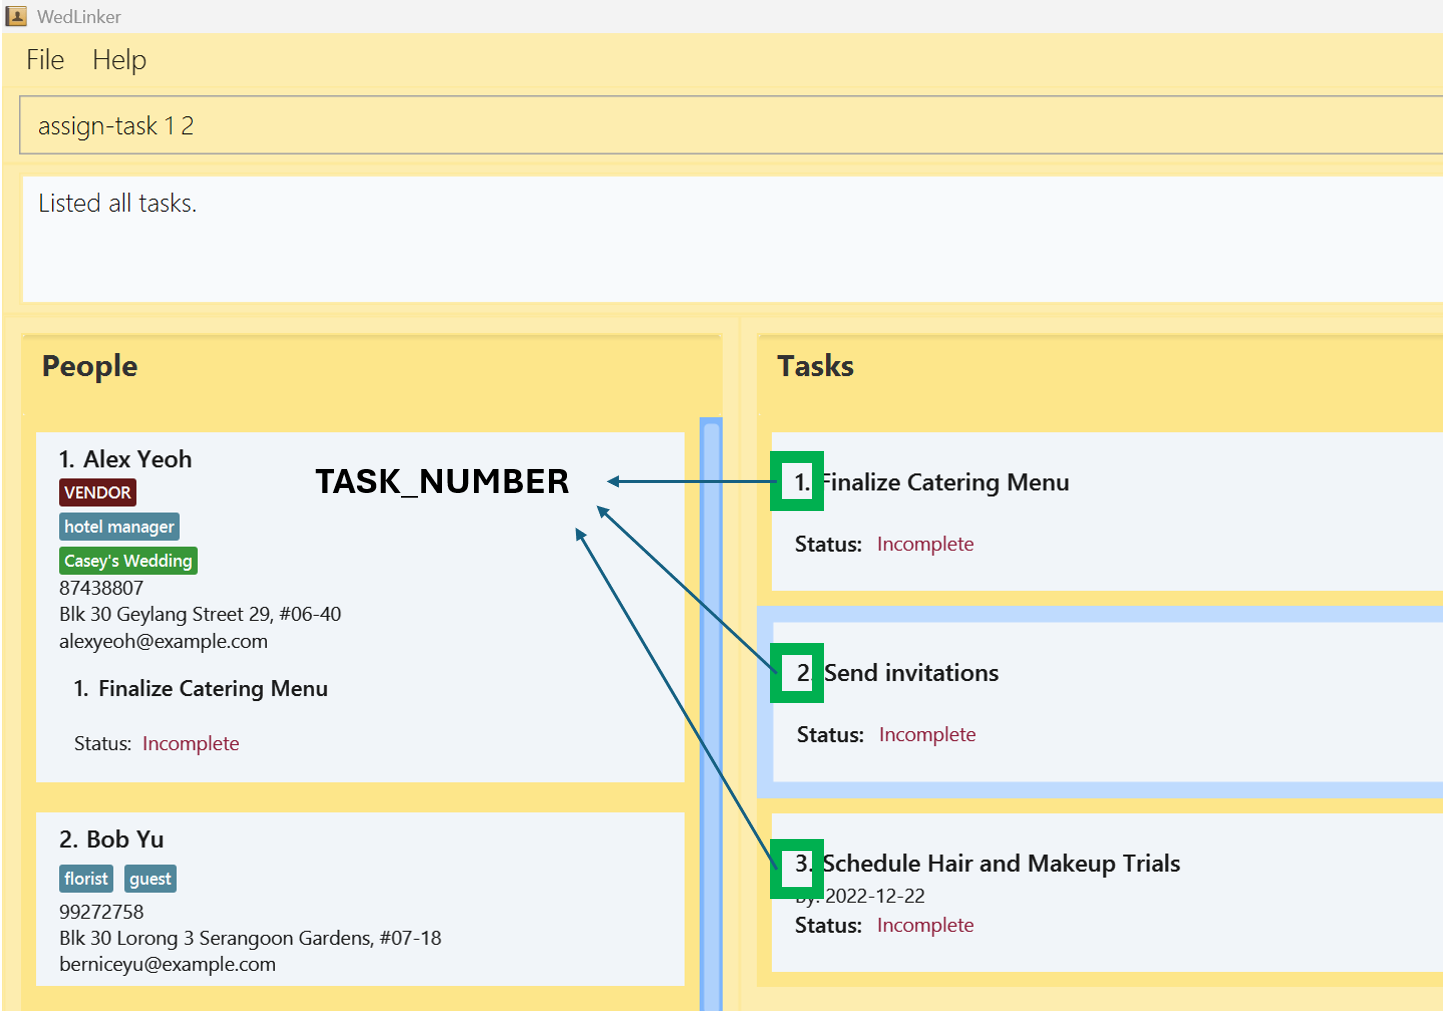 WedLinker
File Help
assign-task 1 2
Listed all tasks.
People
1. Alex Yeoh
VENDOR
hotel manager
Casey's Wedding
87438807
Blk 30 Geylang Street 29, #06-40
alexyeoh@example.com
1. Finalize Catering Menu
Status: Incomplete
2. Bob Yu
florist guest
99272758
Blk 30 Lorong 3 Serangoon Gardens, #07-18
berniceyu@example.com
TASK_NUMBER
Tasks
1. Finalize Catering Menu
Status: Incomplete
2. Send invitations
Status: Incomplete
3. Schedule Hair and Makeup Trials
By: 2022-12-22
Status: Incomplete